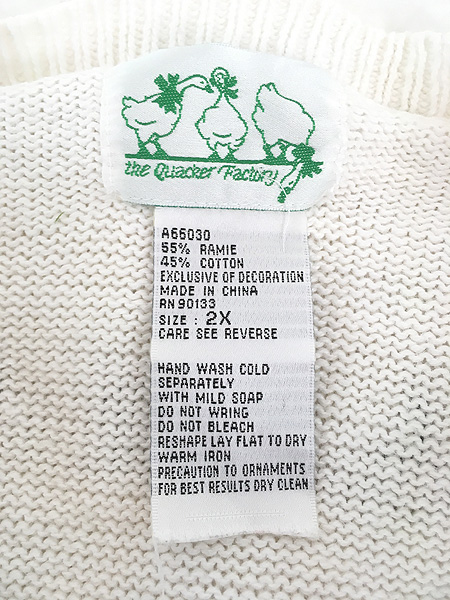 the Quacker Factory
A66030
55% RAMIE
45% COTTON
EXCLUSIVE OF DECORATION
MADE IN CHINA
RN 90133
SIZE : 2X
CARE SEE REVERSE
HAND WASH COLD
SEPARATELY
WITH MILD SOAP
DO NOT WRING
DO NOT BLEACH
RESHAPE LAY FLAT TO DRY
WARM IRON
PRECAUTION TO ORNAMENTS
FOR BEST RESULTS DRY CLEAN